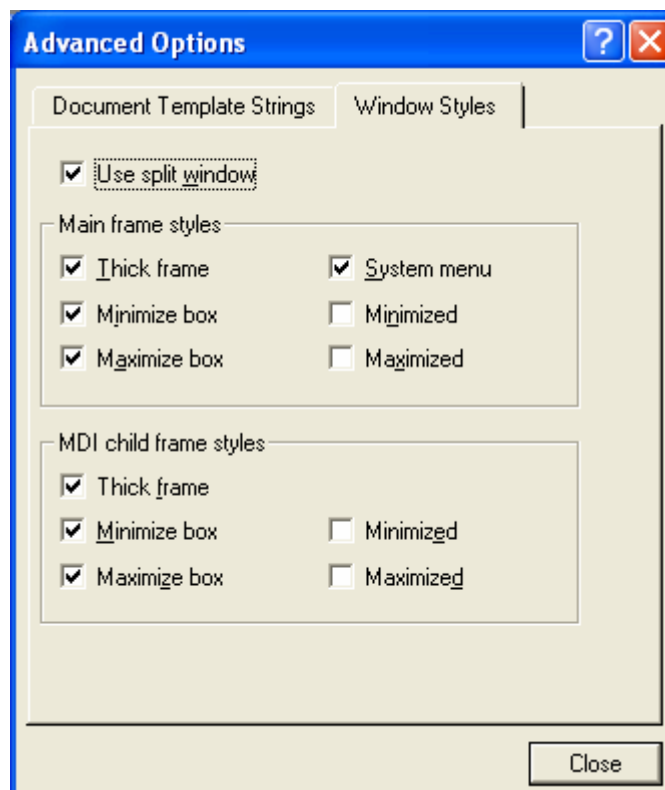 Advanced Options
?
Document Template Strings Window Styles
Use split window
Main frame styles
Thick frame System menu
Minimize box Minimized
Maximize box Maximized
MDI child frame styles
Thick frame
Minimize box Minimized
Maximize box Maximized
Close